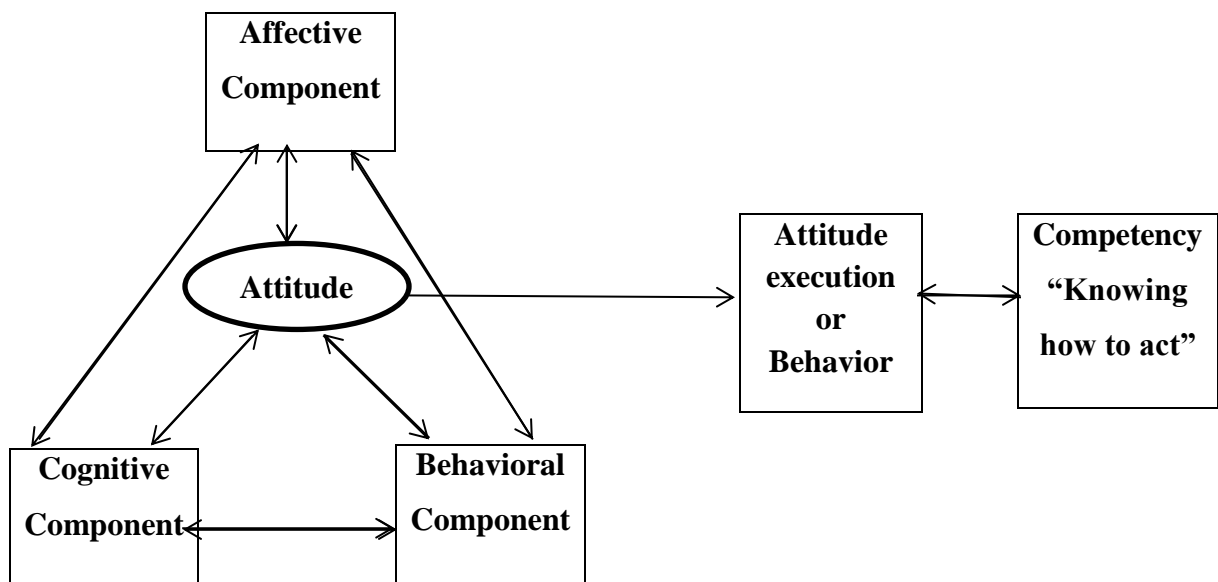 Affective
Component
Attitude
Cognitive
Component
Behavioral
Component
Attitude
execution
or
Behavior
Competency
“Knowing
how to act”